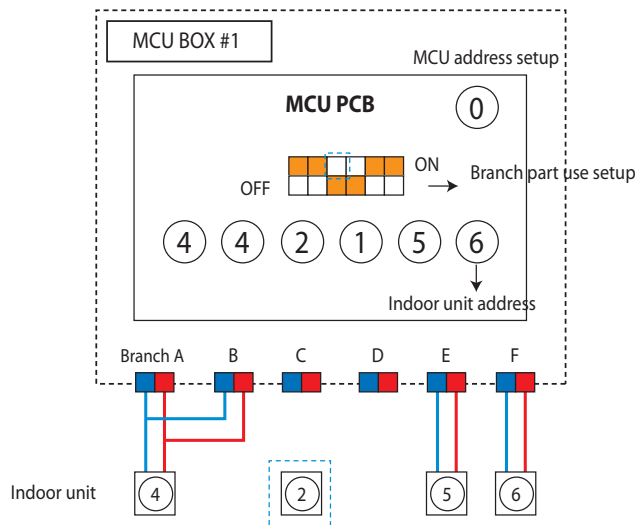 MCU BOX #1
MCU address setup
MCU PCB
0
ON
OFF
Branch part use setup
4 4 2 1 5 6
Indoor unit address
Branch A B C D E F
Indoor unit 4 2 5 6